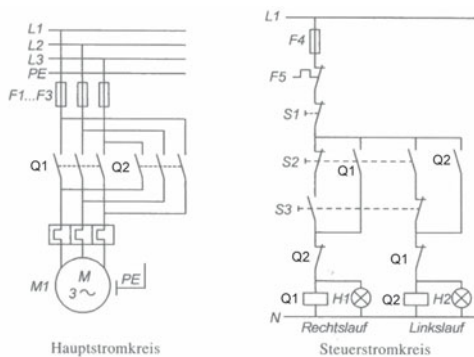 L1
L2
L3
PE
F1...F3
Q1
Q2
M1
M
3~
PE
Hauptstromkreis
L1
F4
F5
S1
S2
Q1
Q2
S3
Q2
Q1
Q1
H1
Q2
H2
N
Rechtslauf
Linkslauf
Steuerstromkreis